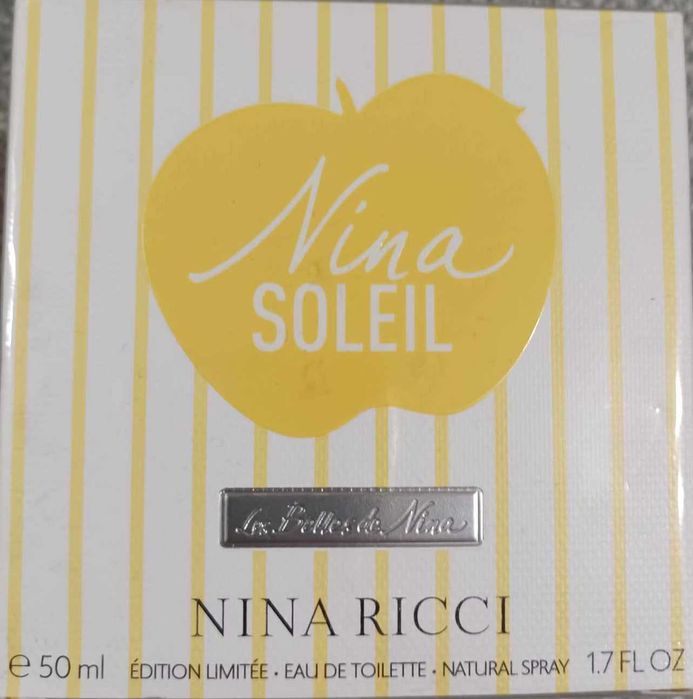 Nina
SOLEIL
Les Belles de Nina
NINA RICCI
e 50 ml ÉDITION LIMITÉE • EAU DE TOILETTE • NATURAL SPRAY 1.7 FL OZ